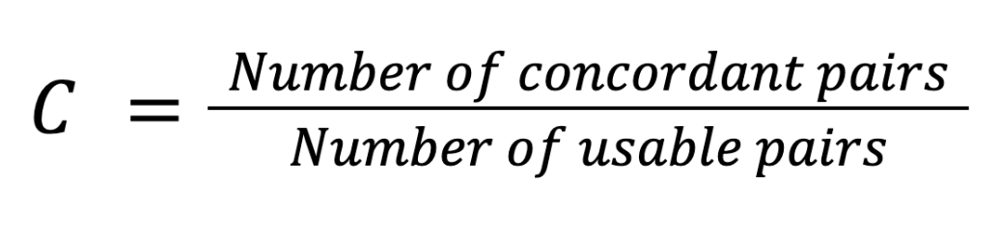 C = Number of concordant pairs
Number of usable pairs